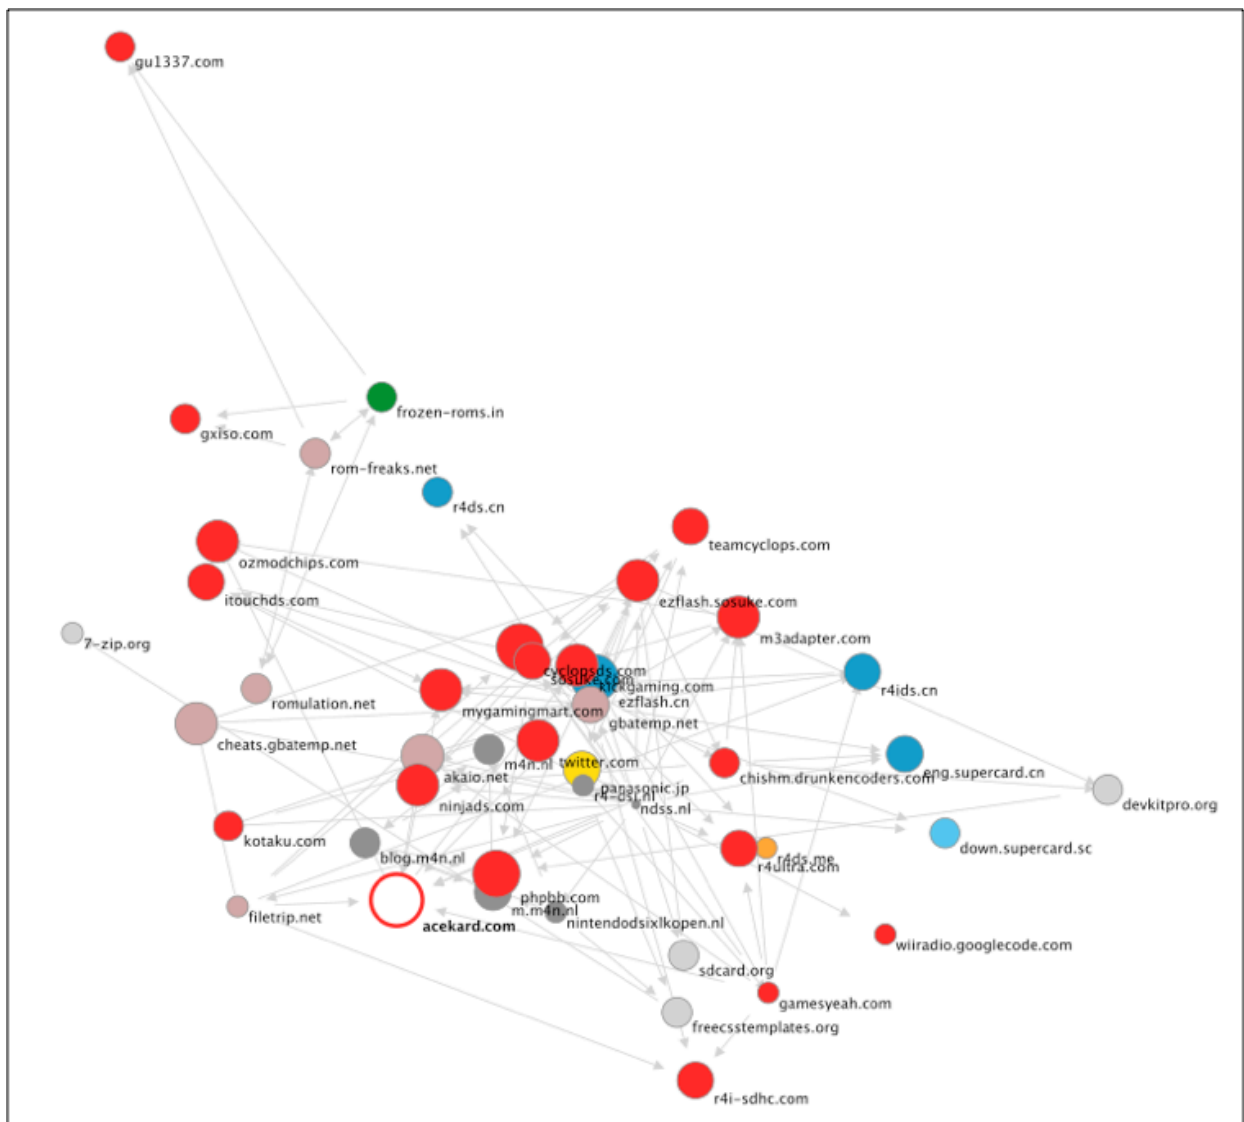 gu1337.com
frozen-roms.in
gxiso.com
rom-freaks.net
r4ds.cn
teamcyclops.com
ozmodchips.com
itouchds.com
ezflash.sosuke.com
m3adapter.com
7-zip.org
cyclopsds.com
sosuke.com
kickgaming.com
r4ids.cn
romulation.net
mygamingmart.com
ezflash.cn
gbatemp.net
cheats.gbatemp.net
m4n.nl
twitter.com
akaio.net
chishm.drunkencoders.com
eng.supercard.cn
panasonic.jp
r4-dsi.nl
ninjads.com
ndss.nl
devkitpro.org
kotaku.com
down.supercard.sc
blog.m4n.nl
r4ds.me
r4ultra.com
phpbb.com
m.m4n.nl
filetrip.net
acekard.com
nintendodsixlkopen.nl
wiiradio.googlecode.com
sdcard.org
gamesyeah.com
freecsstemplates.org
r4i-sdhc.com